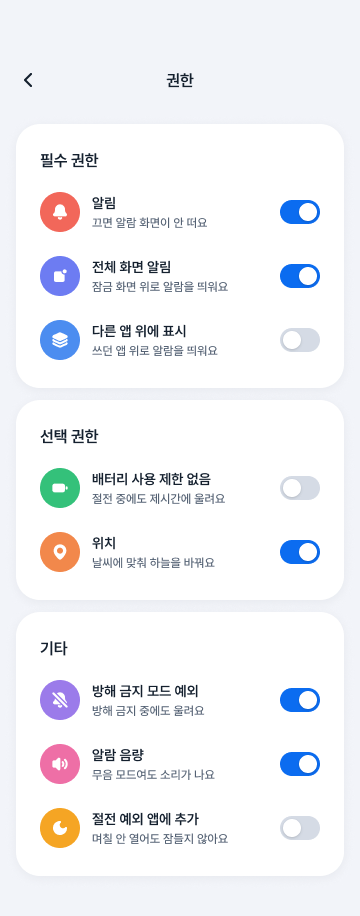 권한
필수 권한
알림
끄면 알람 화면이 안 떠요
전체 화면 알림
잠금 화면 위로 알람을 띄워요
다른 앱 위에 표시
쓰던 앱 위로 알람을 띄워요
선택 권한
배터리 사용 제한 없음
절전 중에도 제시간에 울려요
위치
날씨에 맞춰 하늘을 바꿔요
기타
방해 금지 모드 예외
방해 금지 중에도 울려요
알람 음량
무음 모드여도 소리가 나요
절전 예외 앱에 추가
며칠 안 열어도 잠들지 않아요